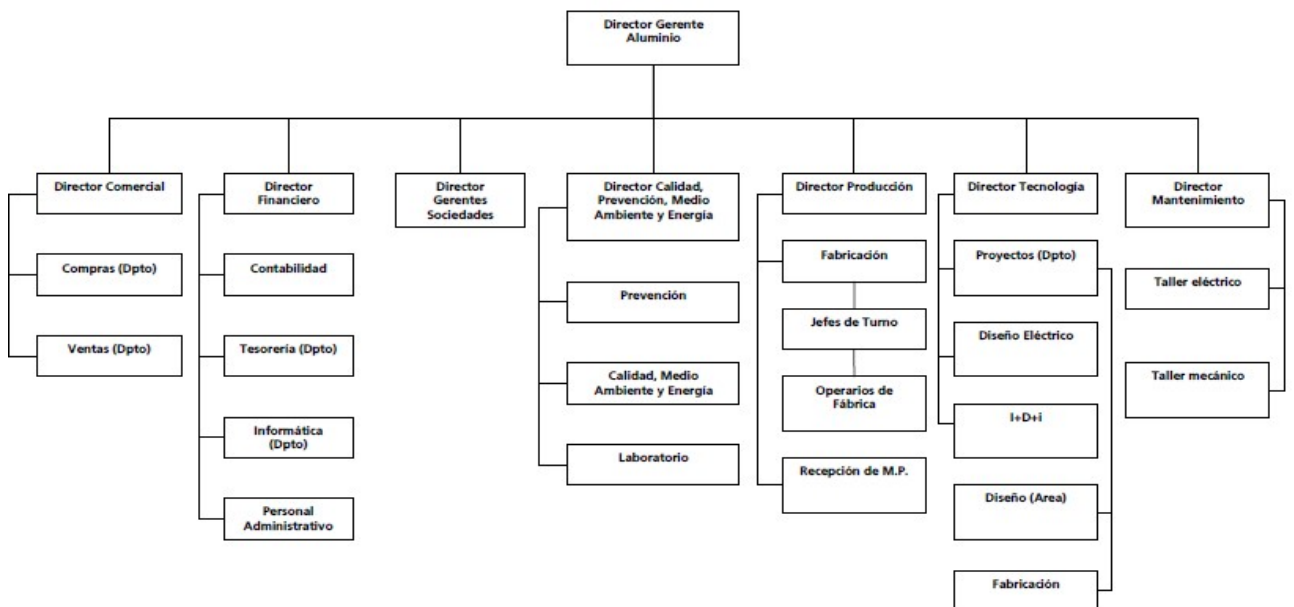 Director Gerente
Aluminio
Director Comercial
Compras (Dpto)
Ventas (Dpto)
Director
Financiero
Contabilidad
Tesorería (Dpto)
Informática
(Dpto)
Personal
Administrativo
Director
Gerentes
Sociedades
Director Calidad,
Prevención, Medio
Ambiente y Energía
Prevención
Calidad, Medio
Ambiente y Energía
Laboratorio
Director Producción
Fabricación
Jefes de Turno
Operarios de
Fábrica
Recepción de M.P.
Director Tecnología
Proyectos (Dpto)
Diseño Eléctrico
I+D+i
Diseño (Area)
Fabricación
Director
Mantenimiento
Taller eléctrico
Taller mecánico